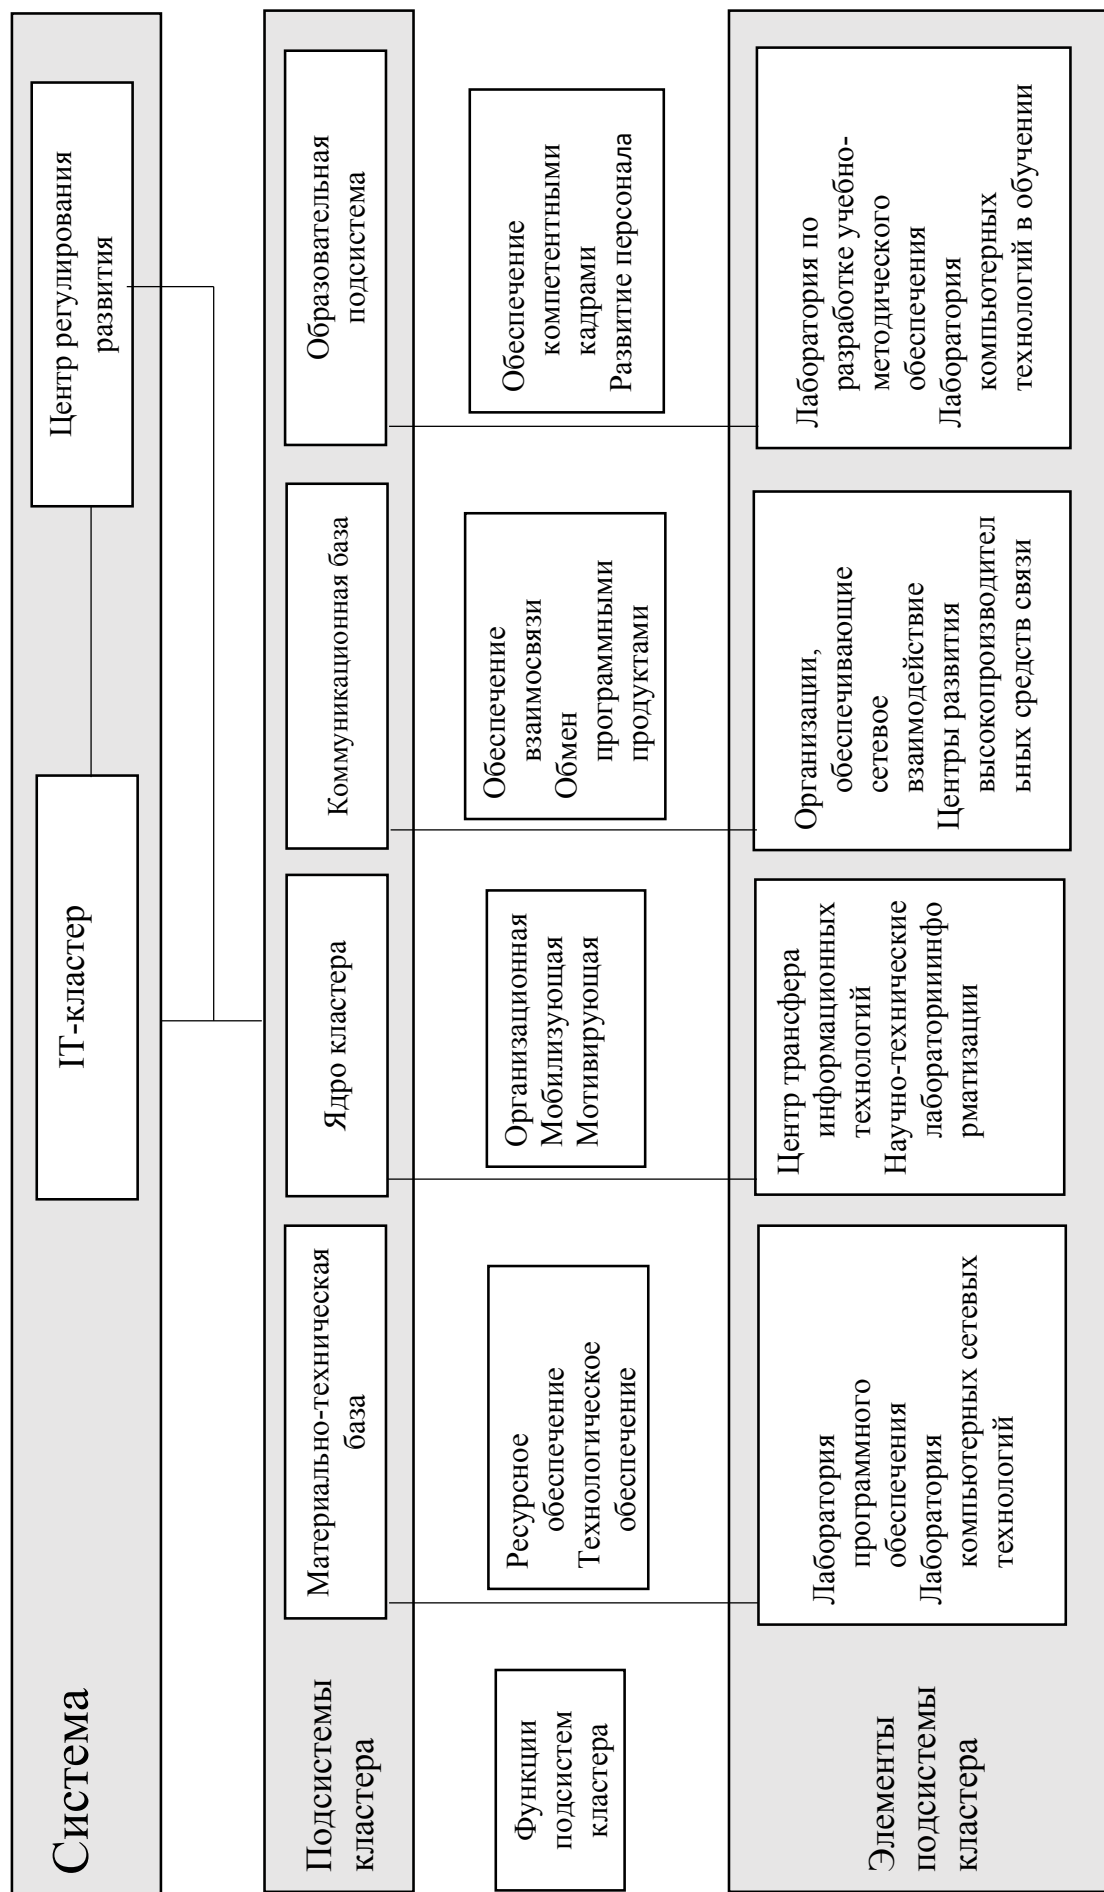 Система
IT-кластер
Центр регулирования
развития
Подсистемы
кластера
Материально-техническая
база
Ядро кластера
Коммуникационная база
Образовательная
подсистема
Функции
подсистем
кластера
Ресурсное
обеспечение
Технологическое
обеспечение
Организационная
Мобилизующая
Мотивирующая
Обеспечение
взаимосвязи
Обмен
программными
продуктами
Обеспечение
компетентными
кадрами
Развитие персонала
Элементы
подсистемы
кластера
Лаборатория
программного
обеспечения
Лаборатория
компьютерных сетевых
технологий
Центр трансфера
информационных
технологий
Научно-технические
лабораторииинфо
рматизации
Организации,
обеспечивающие
сетевое
взаимодействие
Центры развития
высокопроизводител
ьных средств связи
Лаборатория по
разработке учебно-
методического
обеспечения
Лаборатория
компьютерных
технологий в обучении